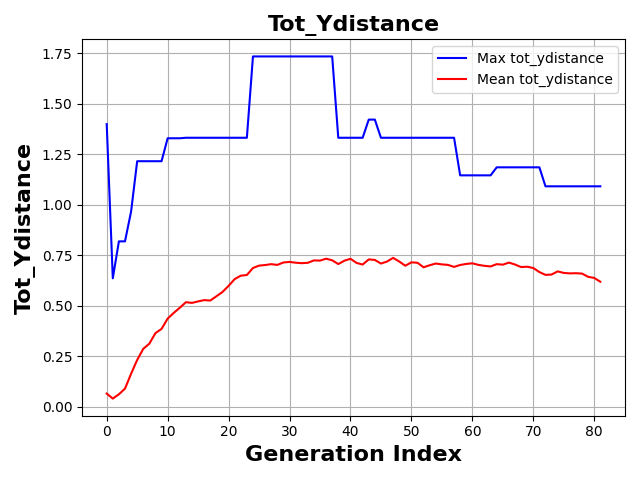 Tot_Ydistance
Max tot_ydistance
Mean tot_ydistance
Tot_Ydistance
1.75
1.50
1.25
1.00
0.75
0.50
0.25
0.00
0 10 20 30 40 50 60 70 80
Generation Index